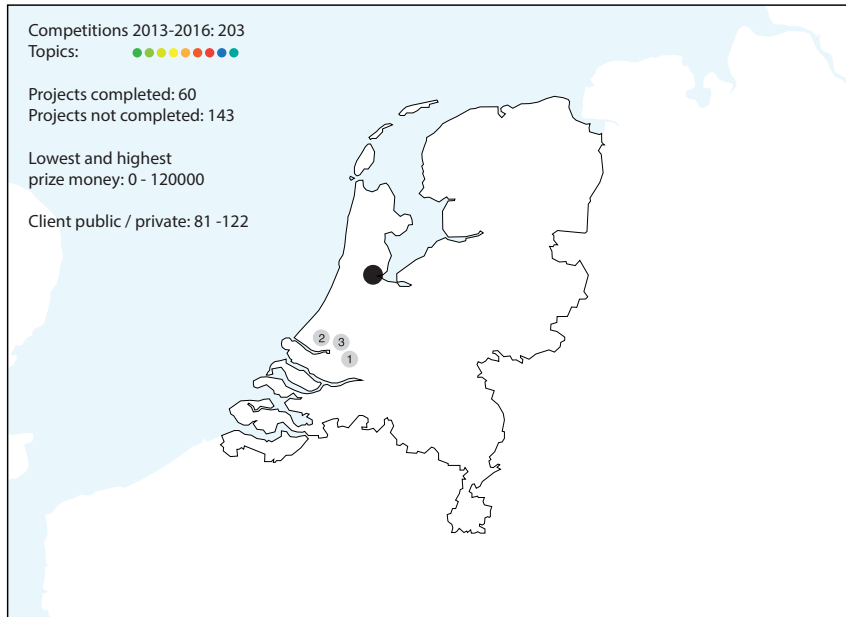 Competitions 2013-2016: 203
Topics:
Projects completed: 60
Projects not completed: 143
Lowest and highest
prize money: 0 - 120000
Client public / private: 81 -122
2
3
1